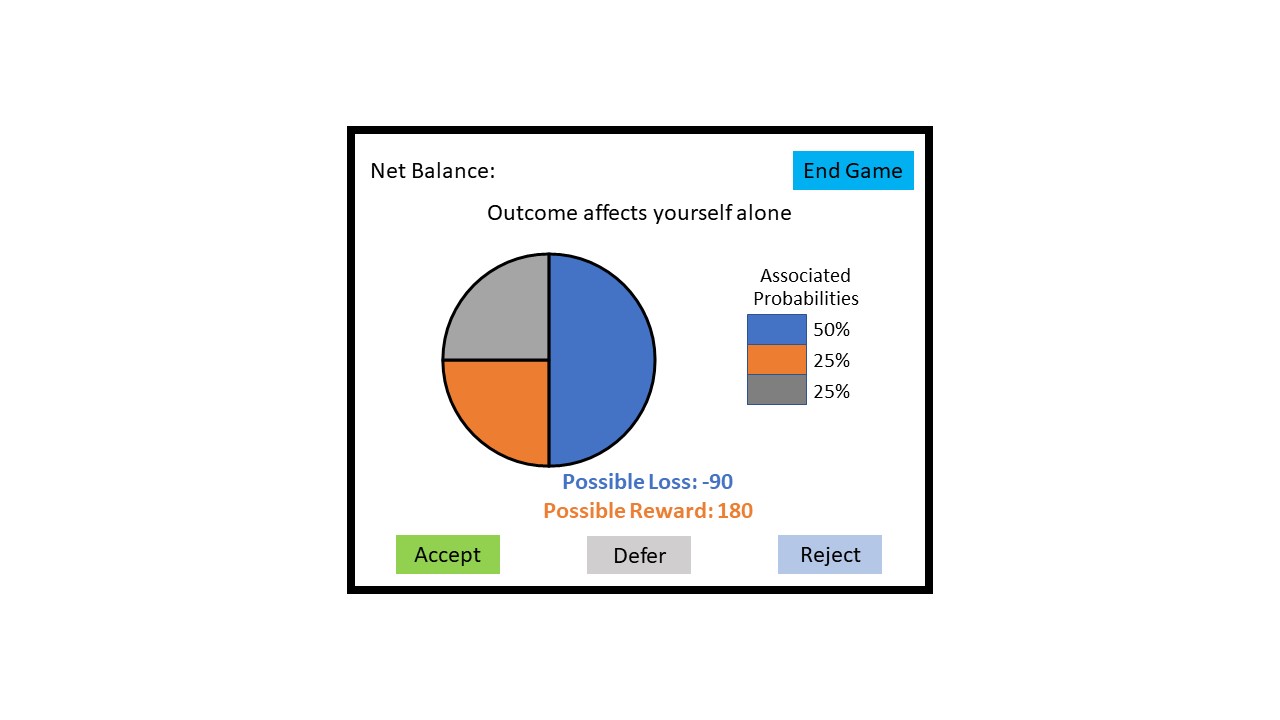 Net Balance:
End Game
Outcome affects yourself alone
Associated
Probabilities
50%
25%
25%
Possible Loss: -90
Possible Reward: 180
Accept
Defer
Reject